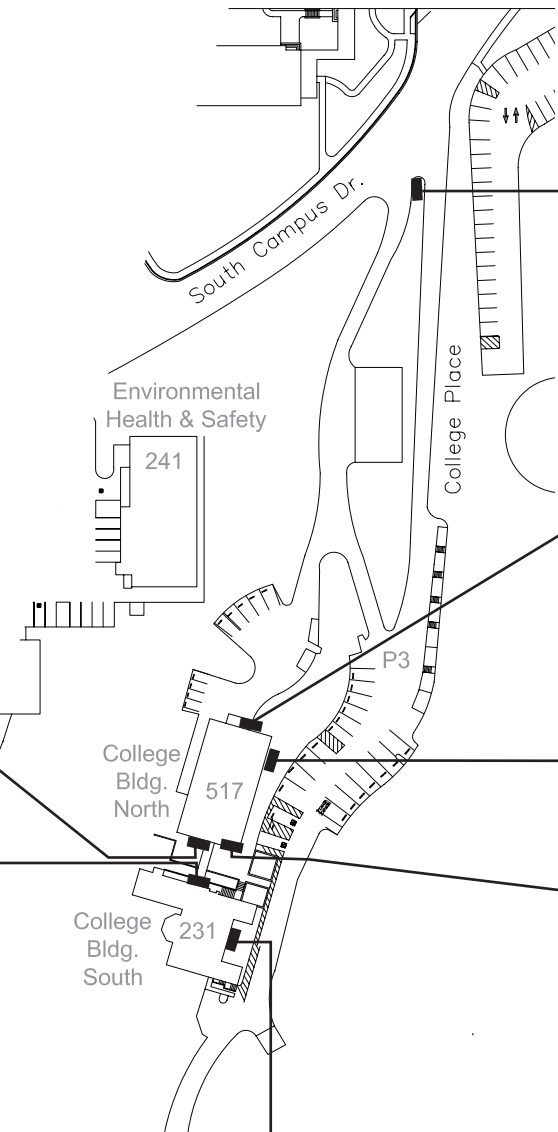 South Campus Dr.
College Place
Environmental
Health & Safety
241
P3
College
Bldg.
North
517
College
Bldg.
South
231